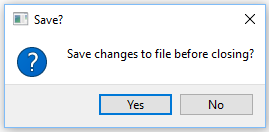 Save?
Save changes to file before closing?
Yes
No